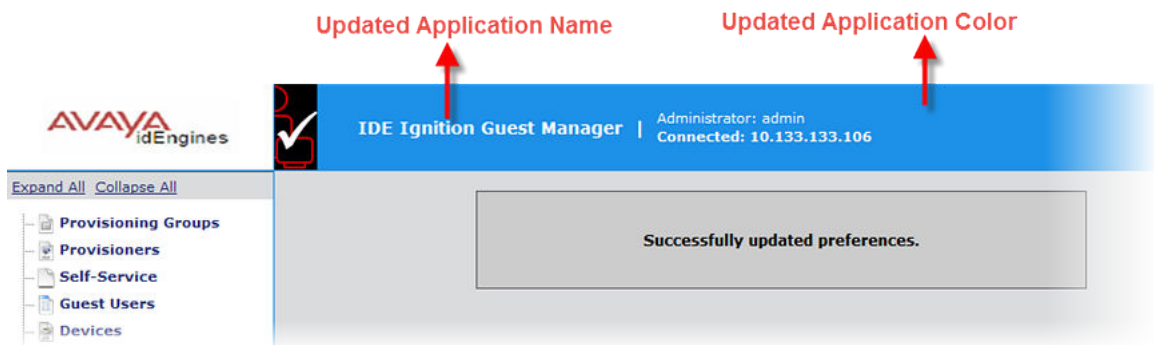 Updated Application Name
Updated Application Color
AVAYA
idEngines
IDE Ignition Guest Manager |
Administrator: admin
Connected: 10.133.133.106
Expand All Collapse All
Provisioning Groups
Provisioners
Self-Service
Guest Users
Devices
Successfully updated preferences.